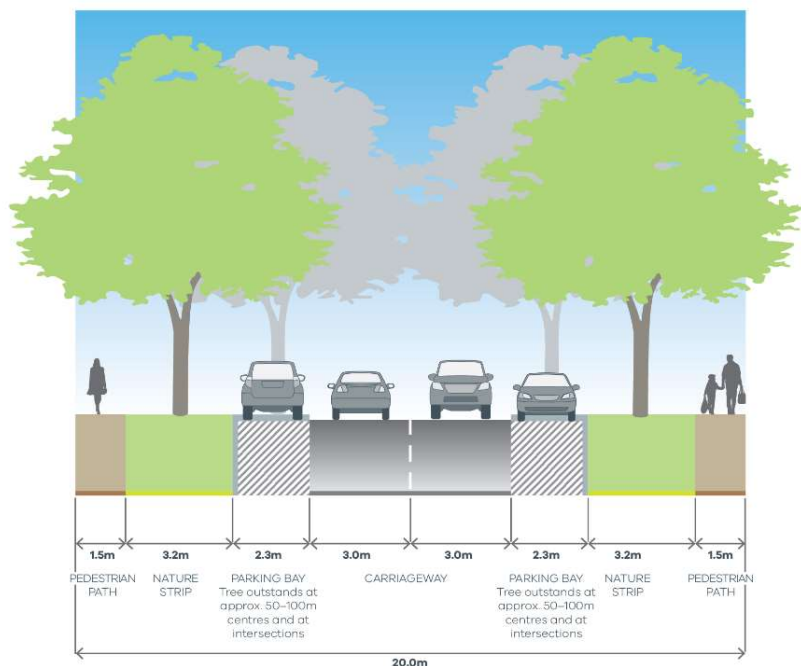 1.5m 3.2m 2.3m 3.0m 3.0m 2.3m 3.2m 1.5m
PEDESTRIAN
PATH
NATURE
STRIP
PARKING BAY
Tree outstands at
approx. 50–100m
centres and at
intersections
CARRIAGEWAY
PARKING BAY
Tree outstands at
approx. 50–100m
centres and at
intersections
NATURE
STRIP
PEDESTRIAN
PATH
20.0m